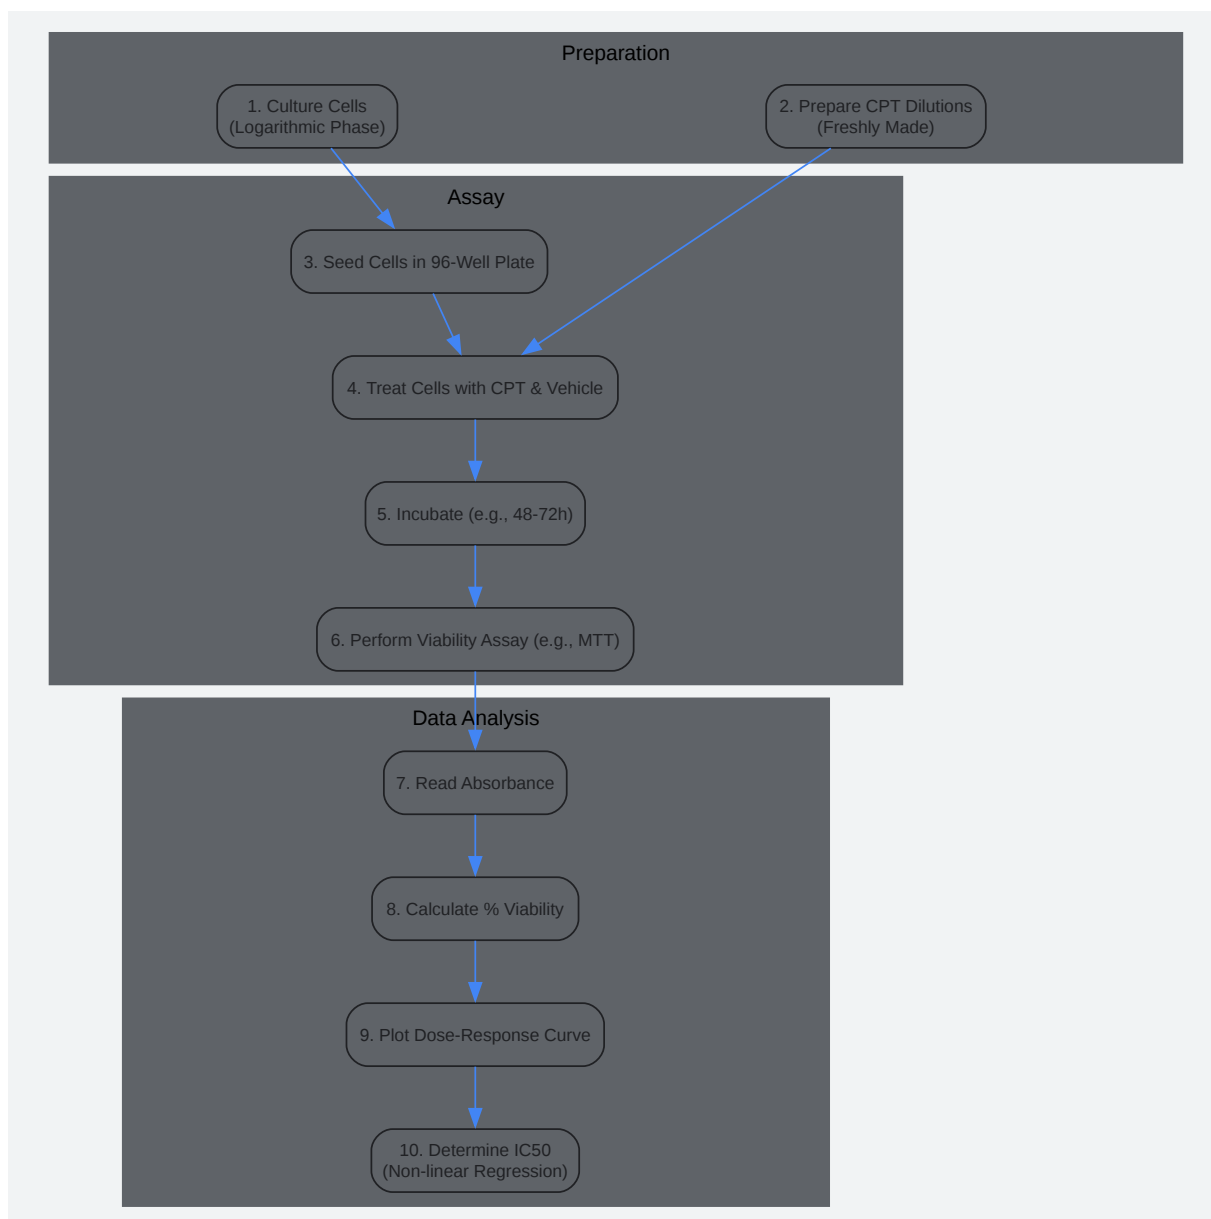 Preparation
1. Culture Cells
(Logarithmic Phase)
2. Prepare CPT Dilutions
(Freshly Made)
Assay
3. Seed Cells in 96-Well Plate
4. Treat Cells with CPT & Vehicle
5. Incubate (e.g., 48-72h)
6. Perform Viability Assay (e.g., MTT)
Data Analysis
7. Read Absorbance
8. Calculate % Viability
9. Plot Dose-Response Curve
10. Determine IC50
(Non-linear Regression)